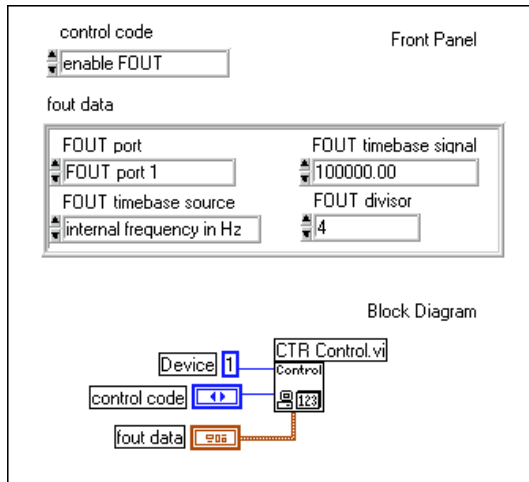 control code
Front Panel
enable FOUT
fout data
FOUT port
FOUT timebase signal
FOUT port 1
100000.00
FOUT timebase source
FOUT divisor
internal frequency in Hz
4
Block Diagram
CTR Control.vi
Device 1
Control
control code
123
fout data